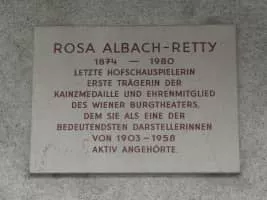 ROSA ALBACH-RETTY
1874 — 1980
LETZTE HOFSCHAUSPIELERIN
ERSTE TRÄGERIN DER
KAINZMEDAILLE UND EHRENMITGLIED
DES WIENER BURGTHEATERS,
DEM SIE ALS EINE DER
BEDEUTENDSTEN DARSTELLERINNEN
VON 1903 – 1958
AKTIV ANGEHÖRTE.